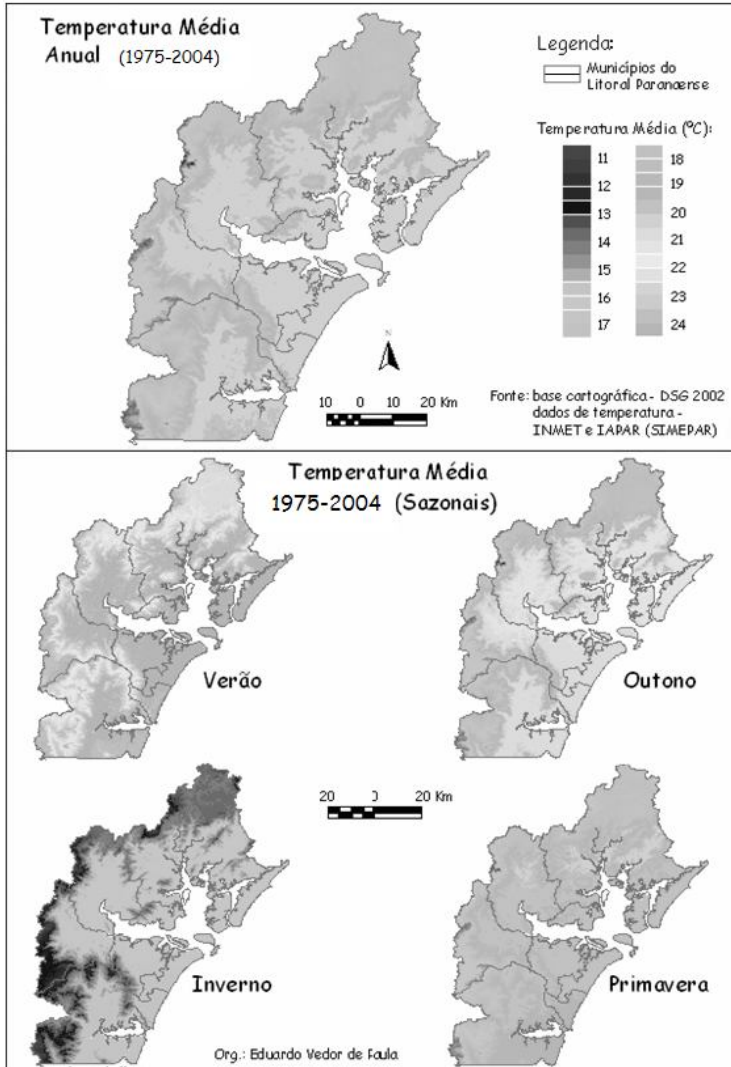 Temperatura Média
Anual (1975-2004)
Legenda:
Municípios do
Litoral Paranaense
Temperatura Média (ºC):
11
12
13
14
15
16
17
18
19
20
21
22
23
24
N
10 0 10 20 Km
Fonte: base cartográfica - DSG 2002
dados de temperatura -
INMET e IAPAR (SIMEPAR)
Temperatura Média
1975-2004 (Sazonais)
Verão
Outono
20 0 20 Km
Inverno
Primavera
Org.: Eduardo Vedor de Paula